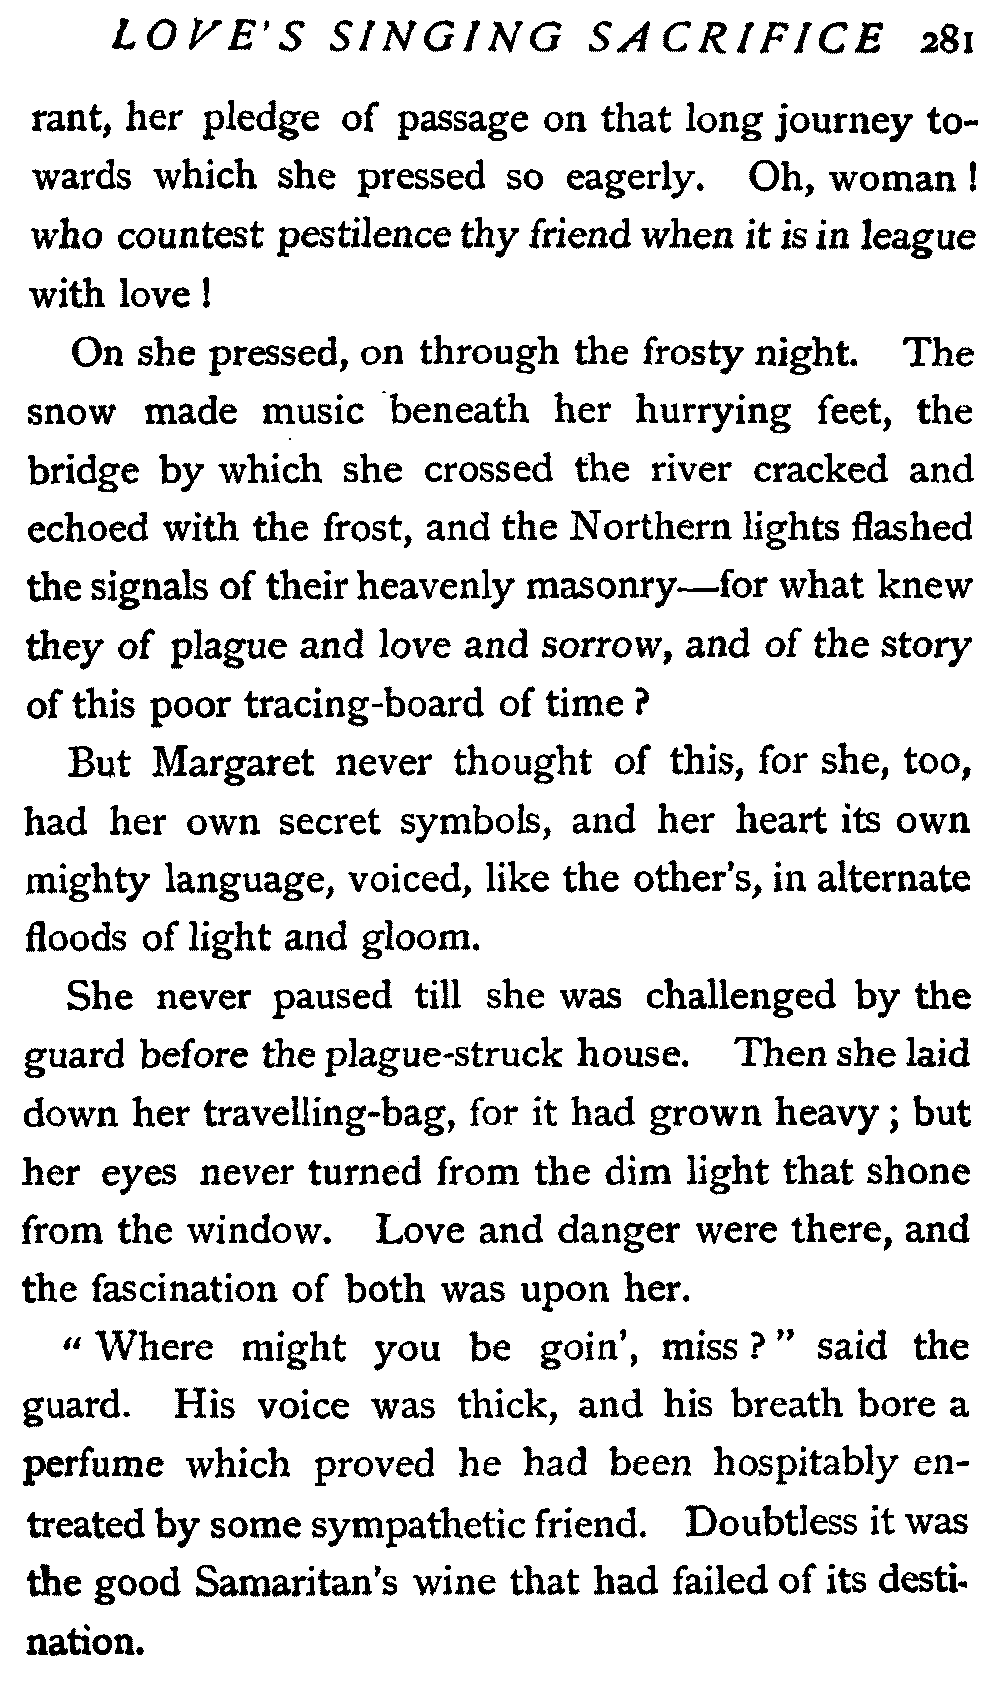 LOVE'S SINGING SACRIFICE 281
rant, her pledge of passage on that long journey to-
wards which she pressed so eagerly. Oh, woman !
who countest pestilence thy friend when it is in league
with love !
On she pressed, on through the frosty night. The
snow made music beneath her hurrying feet, the
bridge by which she crossed the river cracked and
echoed with the frost, and the Northern lights flashed
the signals of their heavenly masonry—for what knew
they of plague and love and sorrow, and of the story
of this poor tracing-board of time ?
But Margaret never thought of this, for she, too,
had her own secret symbols, and her heart its own
mighty language, voiced, like the other's, in alternate
floods of light and gloom.
She never paused till she was challenged by the
guard before the plague-struck house. Then she laid
down her travelling-bag, for it had grown heavy ; but
her eyes never turned from the dim light that shone
from the window. Love and danger were there, and
the fascination of both was upon her.
" Where might you be goin', miss ? " said the
guard. His voice was thick, and his breath bore a
perfume which proved he had been hospitably en-
treated by some sympathetic friend. Doubtless it was
the good Samaritan's wine that had failed of its desti-
nation.